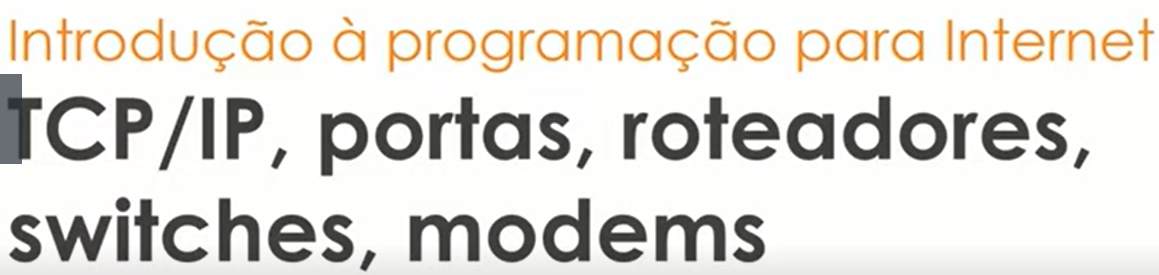 Introdução à programação para Internet
TCP/IP, portas, roteadores,
switches, modems